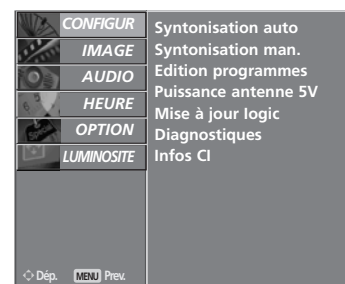 CONFIGUR
IMAGE
AUDIO
HEURE
OPTION
LUMINOSITE
Syntonisation auto
Syntonisation man.
Edition programmes
Puissance antenne 5V
Mise à jour logic
Diagnostiques
Infos CI
Dép. MENU Prev.